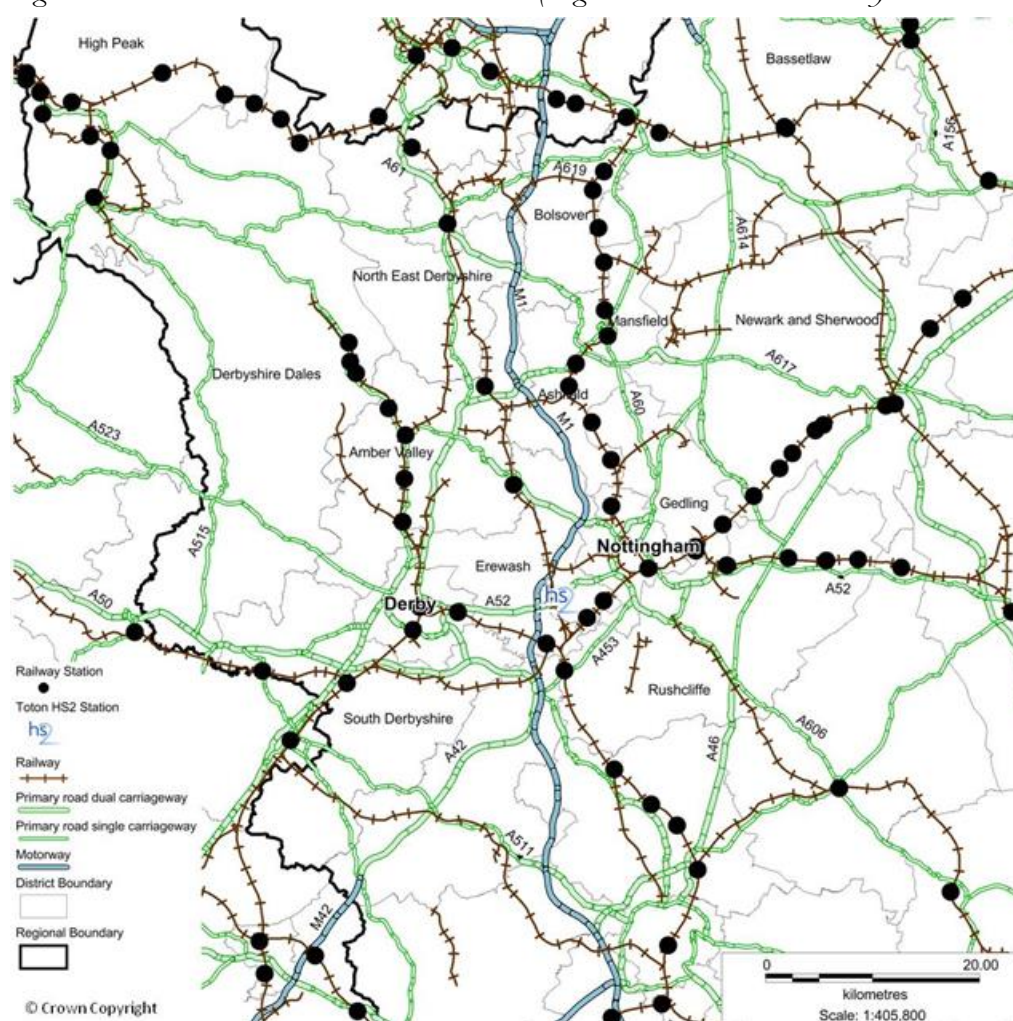 High Peak
Bassetlaw
A156
A61
A619
Bolsover
A614
North East Derbyshire
M1
Mansfield
Newark and Sherwood
A617
Derbyshire Dales
Ashfield
A60
M1
A523
Amber Valley
Gedling
A515
Nottingham
Erewash
hs2
A50
Derby
A52
A52
A453
Rushcliffe
South Derbyshire
A42
A46
A606
A511
M42
Railway Station
Toton HS2 Station
hs2
Railway
Primary road dual carriageway
Primary road single carriageway
Motorway
District Boundary
Regional Boundary
© Crown Copyright
0 20.00
kilometres
Scale: 1:405,800